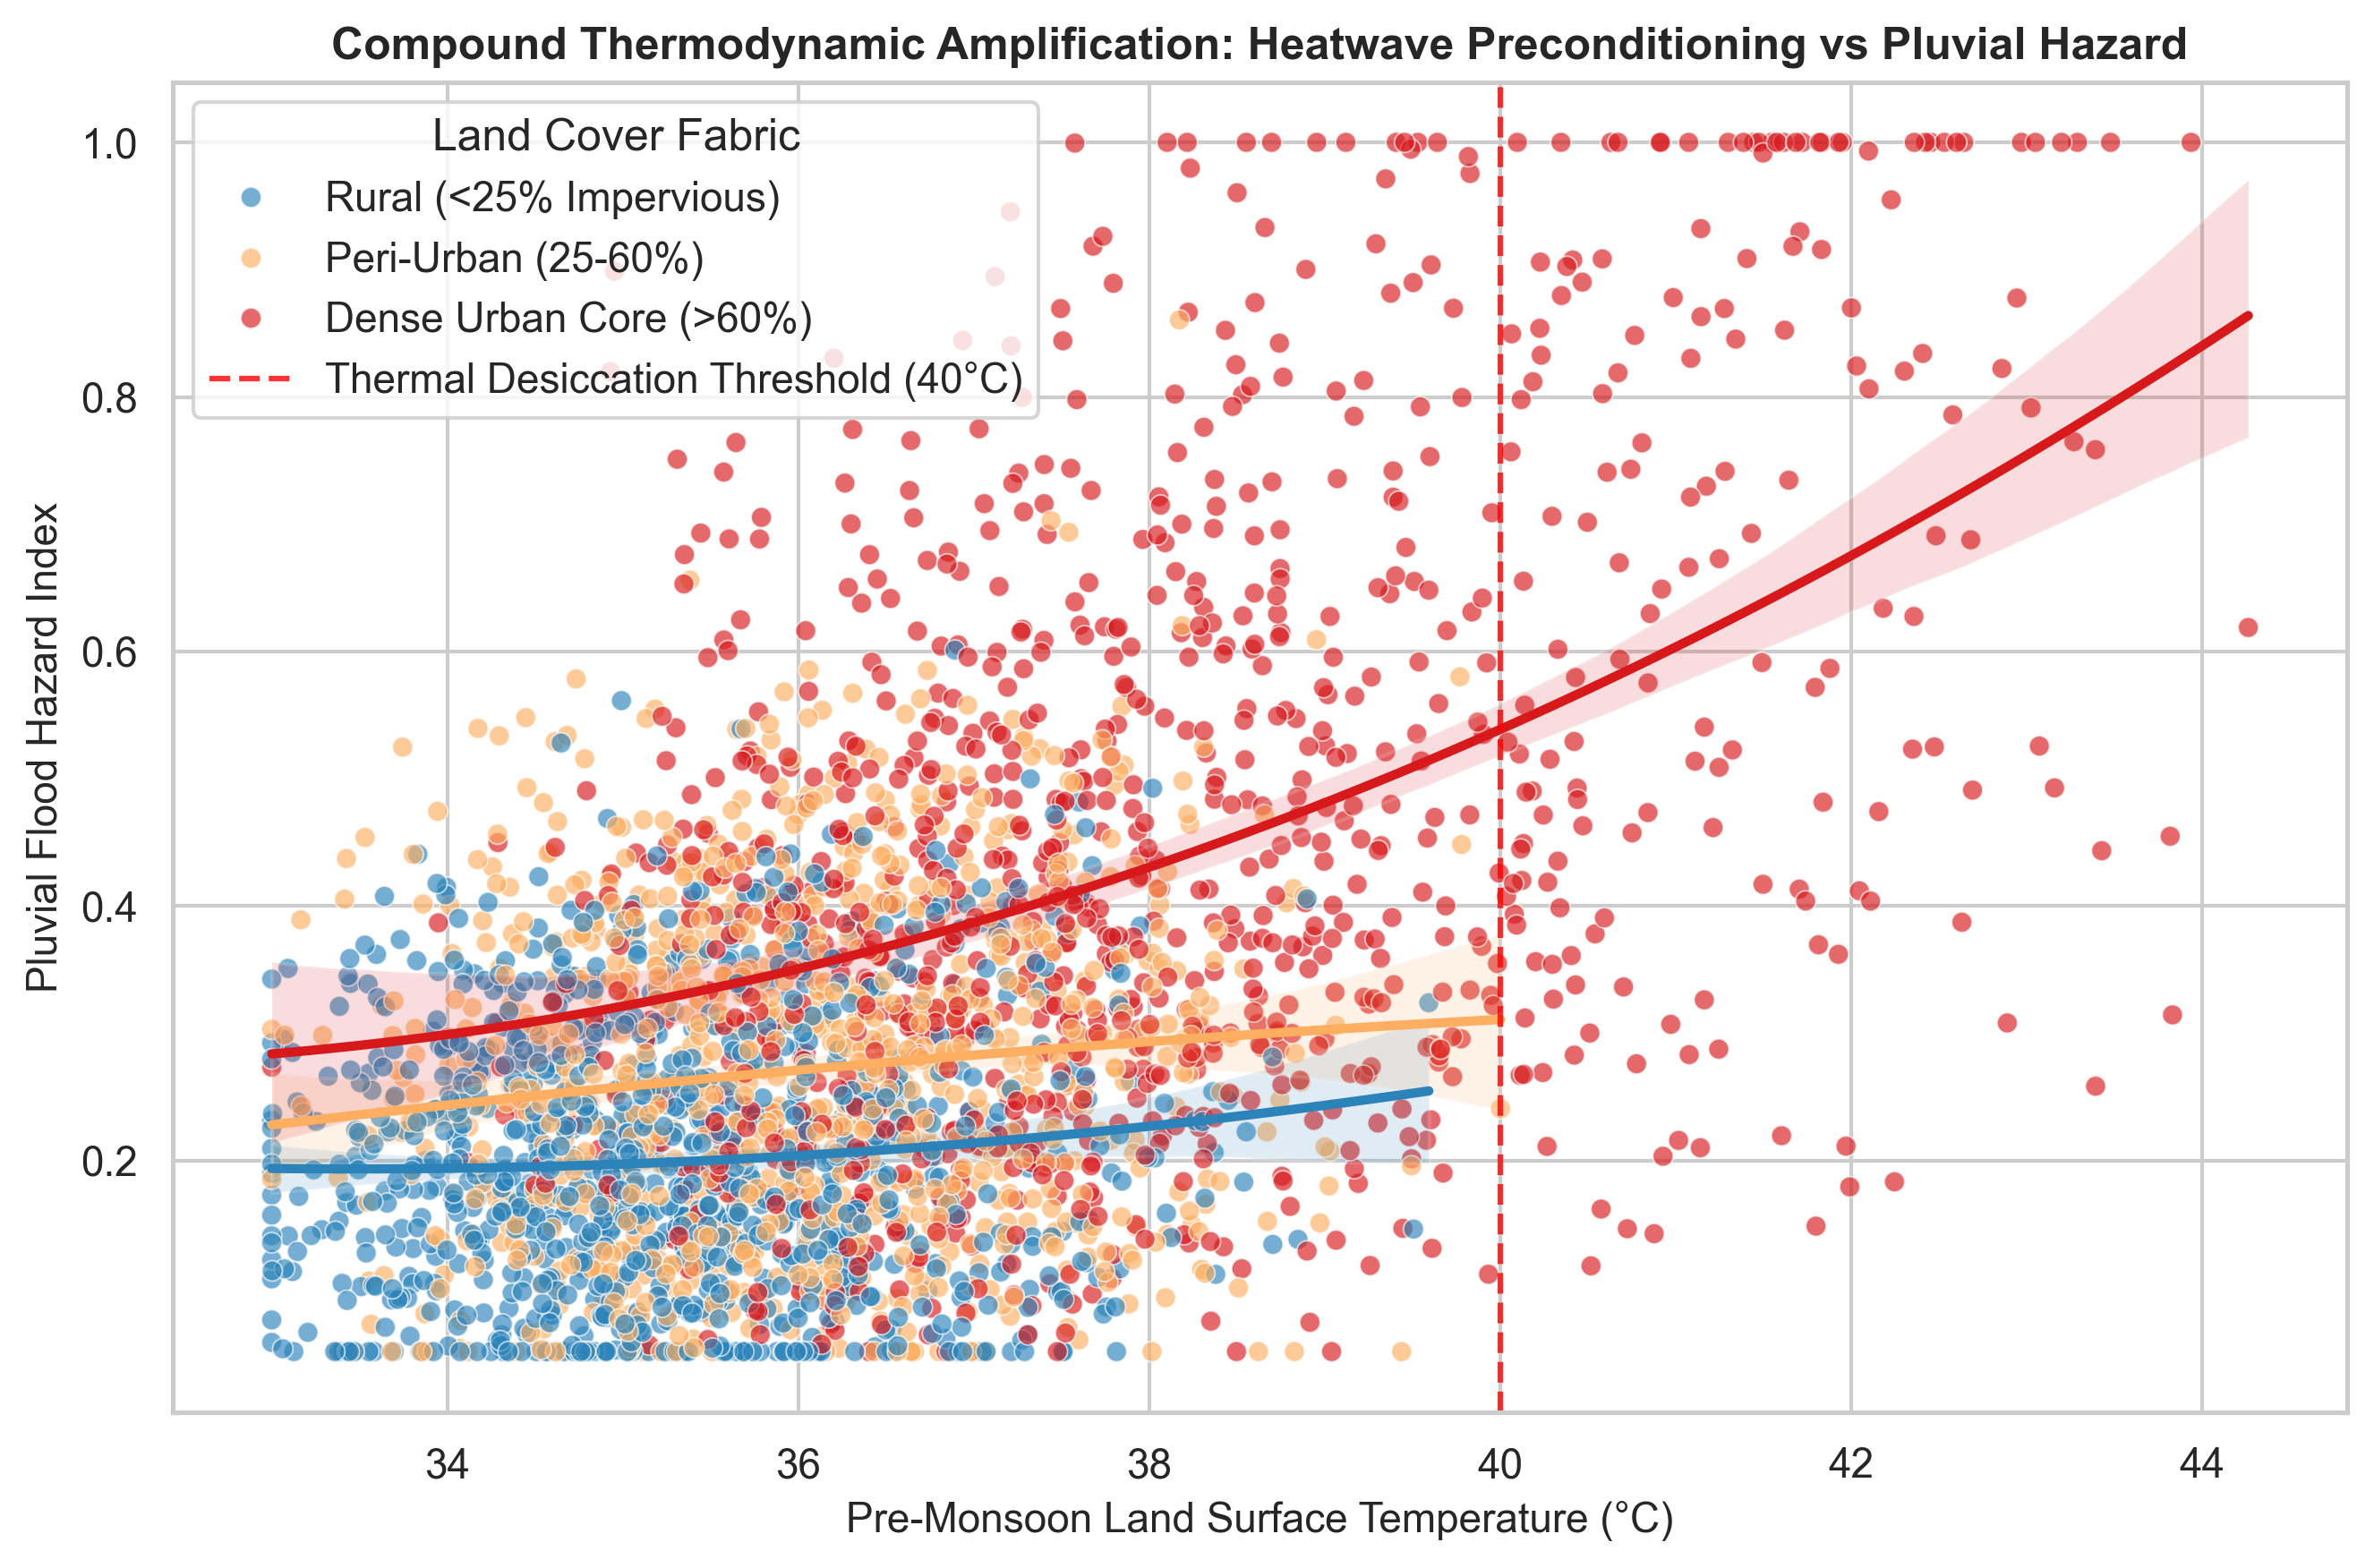 Compound Thermodynamic Amplification: Heatwave Preconditioning vs Pluvial Hazard
Land Cover Fabric
Rural (<25% Impervious)
Peri-Urban (25-60%)
Dense Urban Core (>60%)
Thermal Desiccation Threshold (40°C)
Pluvial Flood Hazard Index
1.0
0.8
0.6
0.4
0.2
34
36
38
40
42
44
Pre-Monsoon Land Surface Temperature (°C)